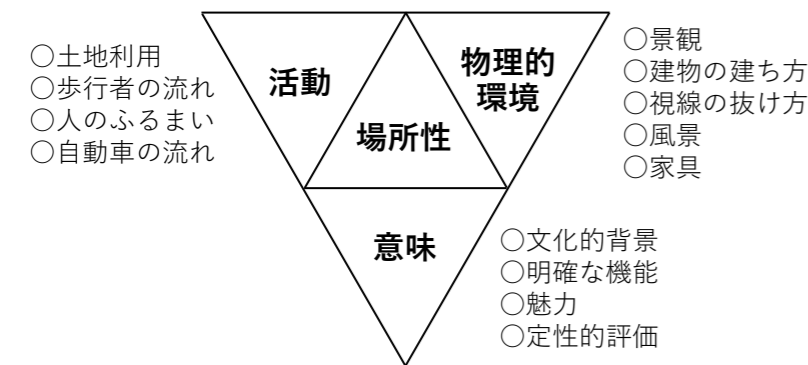 ○土地利用
○歩行者の流れ
○人のふるまい
○自動車の流れ
活動
物理的
環境
場所性
意味
○景観
○建物の建ち方
○視線の抜け方
○風景
○家具
○文化的背景
○明確な機能
○魅力
○定性的評価